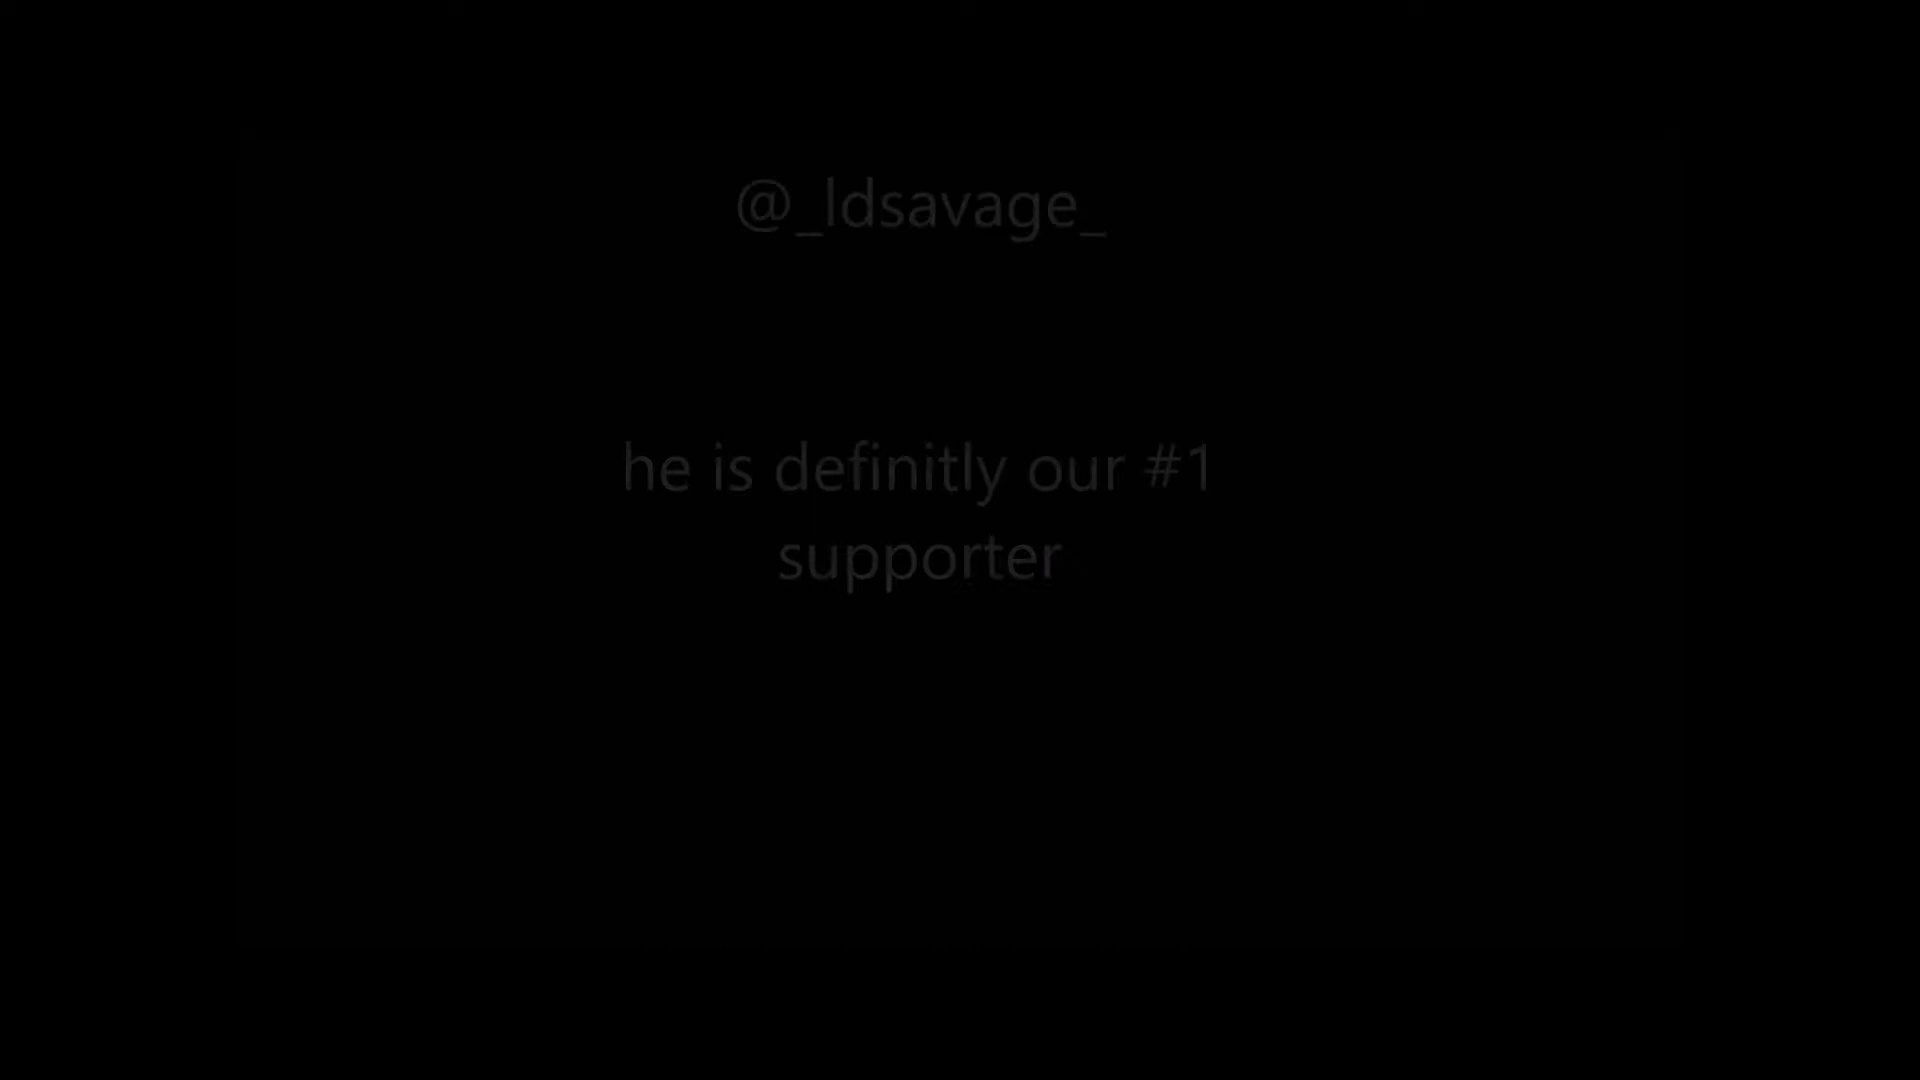 @_ldsavage_
he is definitly our #1
supporter